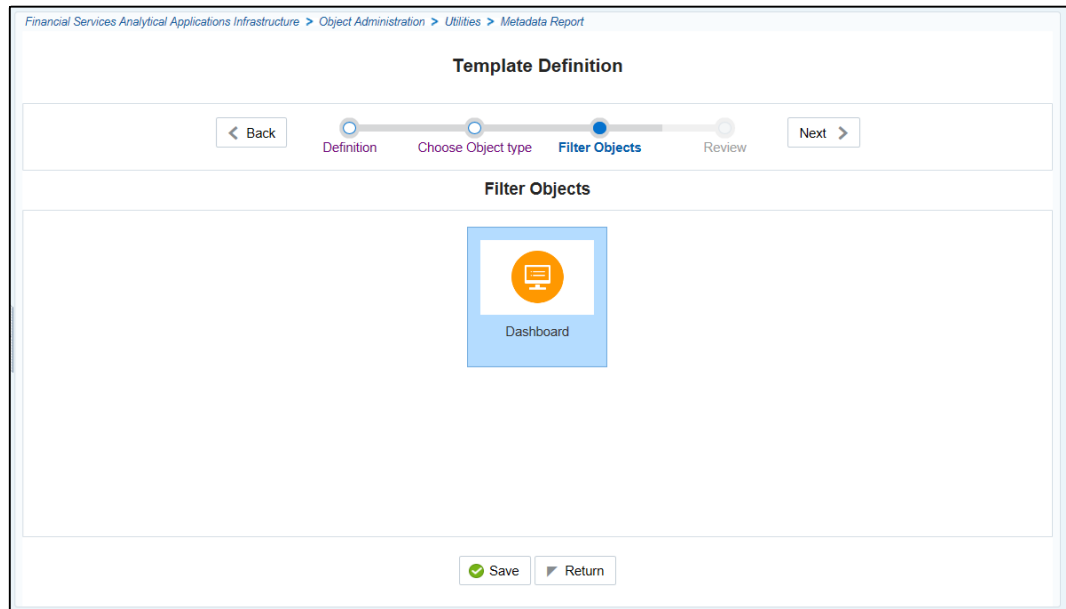 Financial Services Analytical Applications Infrastructure > Object Administration > Utilities > Metadata Report
Template Definition
Back
Definition
Choose Object type
Filter Objects
Review
Next
Filter Objects
Dashboard
Save
Return